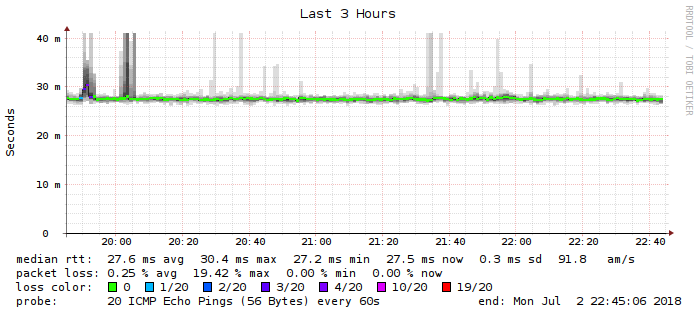 Last 3 Hours
RRDTOOL / TOBI OETIKER
Seconds
40 m
30 m
20 m
10 m
0
20:00 20:20 20:40 21:00 21:20 21:40 22:00 22:20 22:40
median rtt: 27.6 ms avg 30.4 ms max 27.2 ms min 27.5 ms now 0.3 ms sd 91.8 am/s
packet loss: 0.25 % avg 19.42 % max 0.00 % min 0.00 % now
loss color: 0 1/20 2/20 3/20 4/20 10/20 19/20
probe: 20 ICMP Echo Pings (56 Bytes) every 60s end: Mon Jul 2 22:45:06 2018